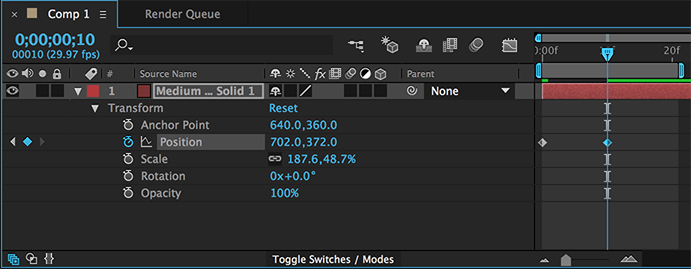 × Comp 1 ≡ Render Queue
0;00;00;10
00010 (29.97 fps)
0:00f 20f
# Source Name fx Parent
1 Medium ... Solid 1 None
Transform Reset
Anchor Point 640.0,360.0
Position 702.0,372.0
Scale 187.6,48.7%
Rotation 0x+0.0°
Opacity 100%
Toggle Switches / Modes